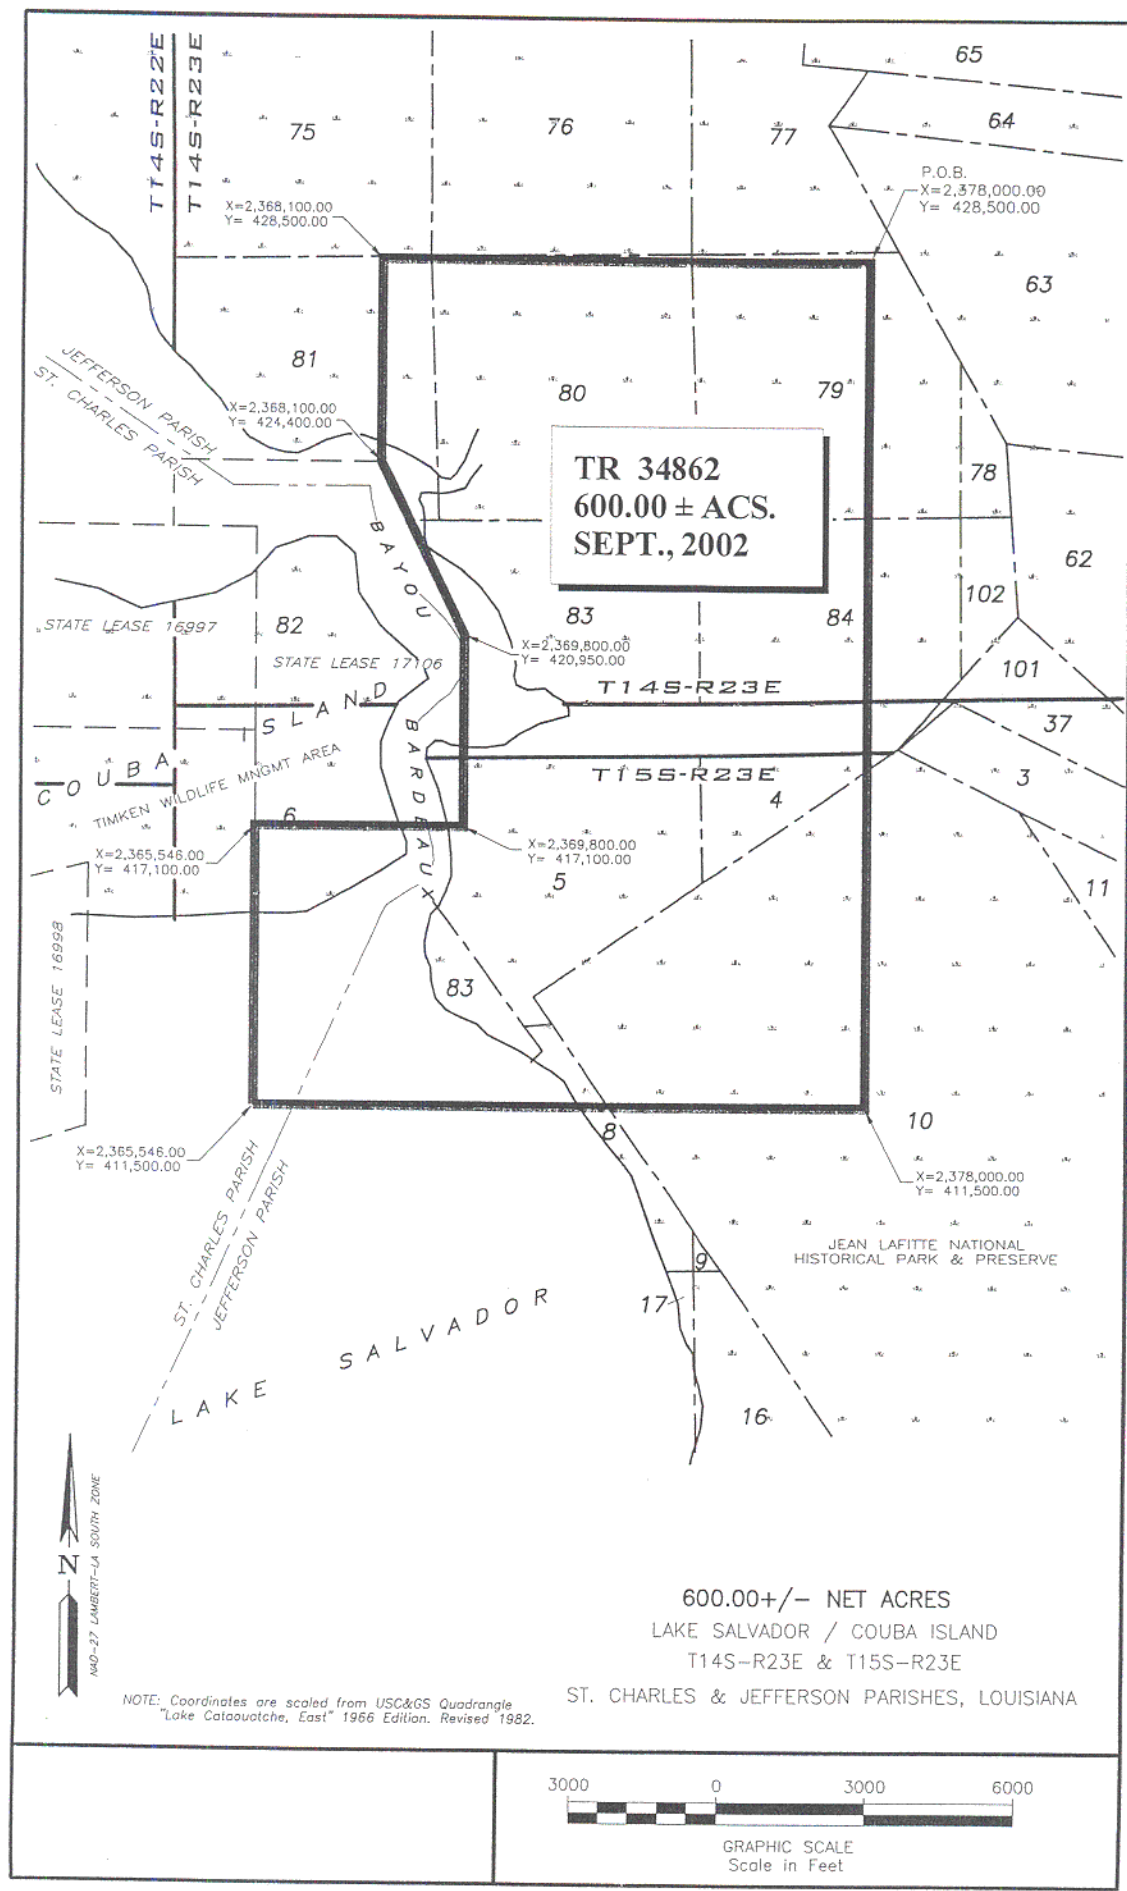 T14S-R22E
T14S-R23E
75
76
77
65
64
P.O.B.
X=2,378,000.00
Y= 428,500.00
X=2,368,100.00
Y= 428,500.00
63
81
80
79
JEFFERSON PARISH
ST. CHARLES PARISH
X=2,368,100.00
Y= 424,400.00
TR 34862
600.00 ± ACS.
SEPT., 2002
78
62
102
BAYOU BARDEAUX
STATE LEASE 16997
82
STATE LEASE 17106
83
84
X=2,369,800.00
Y= 420,950.00
101
T14S-R23E
37
COUBA ISLAND
TIMKEN WILDLIFE MNGMT AREA
T15S-R23E
4
3
6
X=2,365,546.00
Y= 417,100.00
X=2,369,800.00
Y= 417,100.00
5
11
STATE LEASE 16998
83
X=2,365,546.00
Y= 411,500.00
8
10
X=2,378,000.00
Y= 411,500.00
ST. CHARLES PARISH
JEFFERSON PARISH
JEAN LAFITTE NATIONAL
HISTORICAL PARK & PRESERVE
9
17
LAKE SALVADOR
16
N
NAD-27 LAMBERT-LA SOUTH ZONE
600.00+/- NET ACRES
LAKE SALVADOR / COUBA ISLAND
T14S-R23E & T15S-R23E
ST. CHARLES & JEFFERSON PARISHES, LOUISIANA
NOTE: Coordinates are scaled from USC&GS Quadrangle
"Lake Cataouatche, East" 1966 Edition. Revised 1982.
3000 0 3000 6000
GRAPHIC SCALE
Scale in Feet